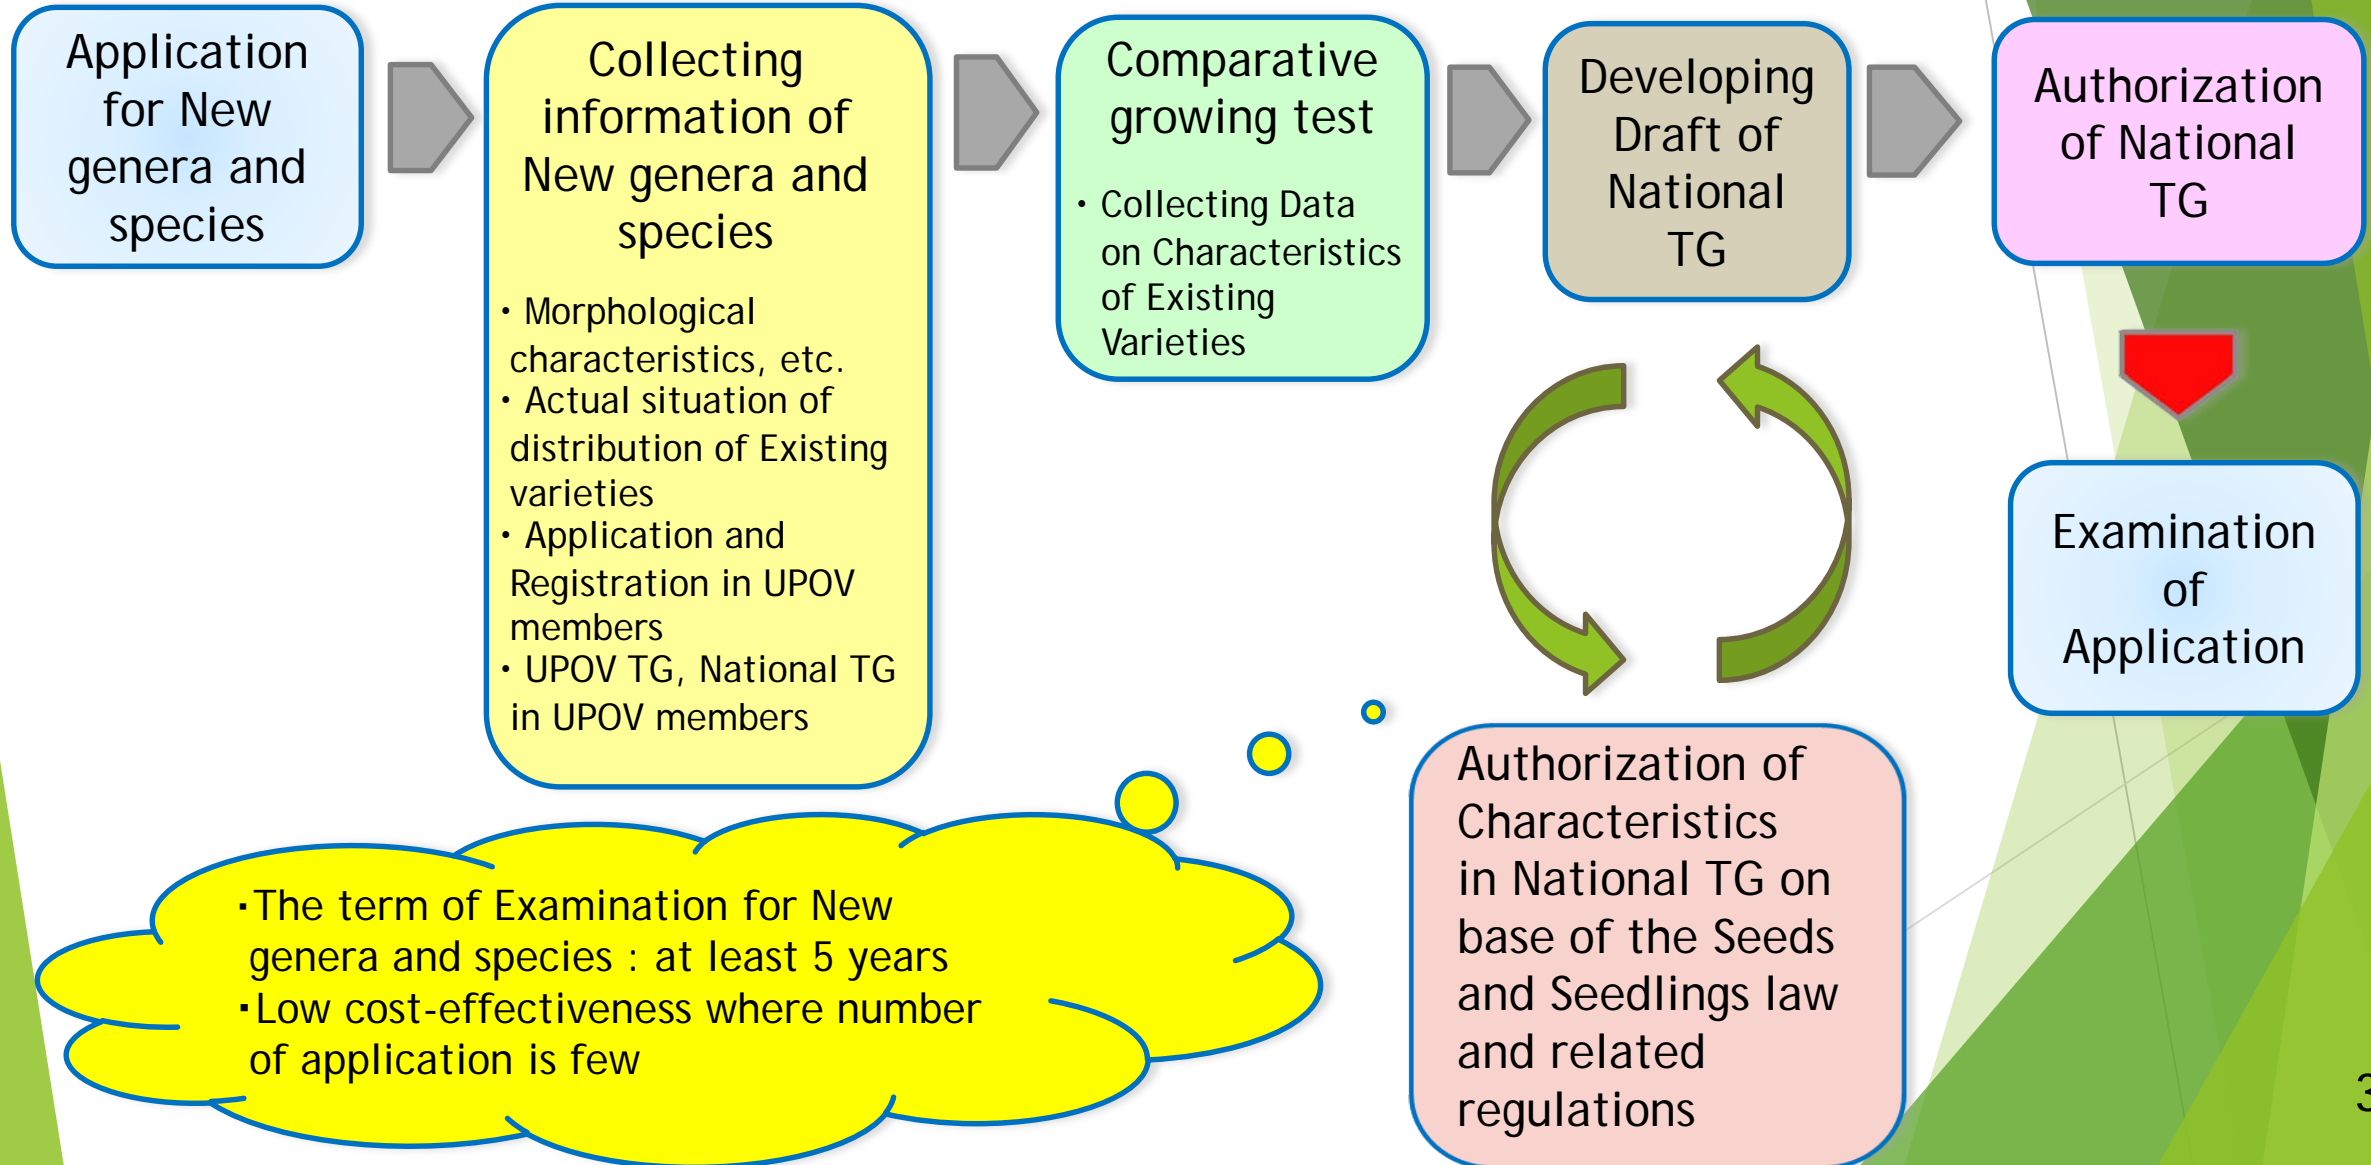 Application
for New
genera and
species
Collecting
information of
New genera and
species
・Morphological
characteristics, etc.
・Actual situation of
distribution of Existing
varieties
・Application and
Registration in UPOV
members
・UPOV TG, National TG
in UPOV members
Comparative
growing test
・Collecting Data
on Characteristics
of Existing
Varieties
Developing
Draft of
National
TG
Authorization
of National
TG
Examination
of
Application
Authorization of
Characteristics
in National TG on
base of the Seeds
and Seedlings law
and related
regulations
・The term of Examination for New
genera and species : at least 5 years
・Low cost-effectiveness where number
of application is few
3